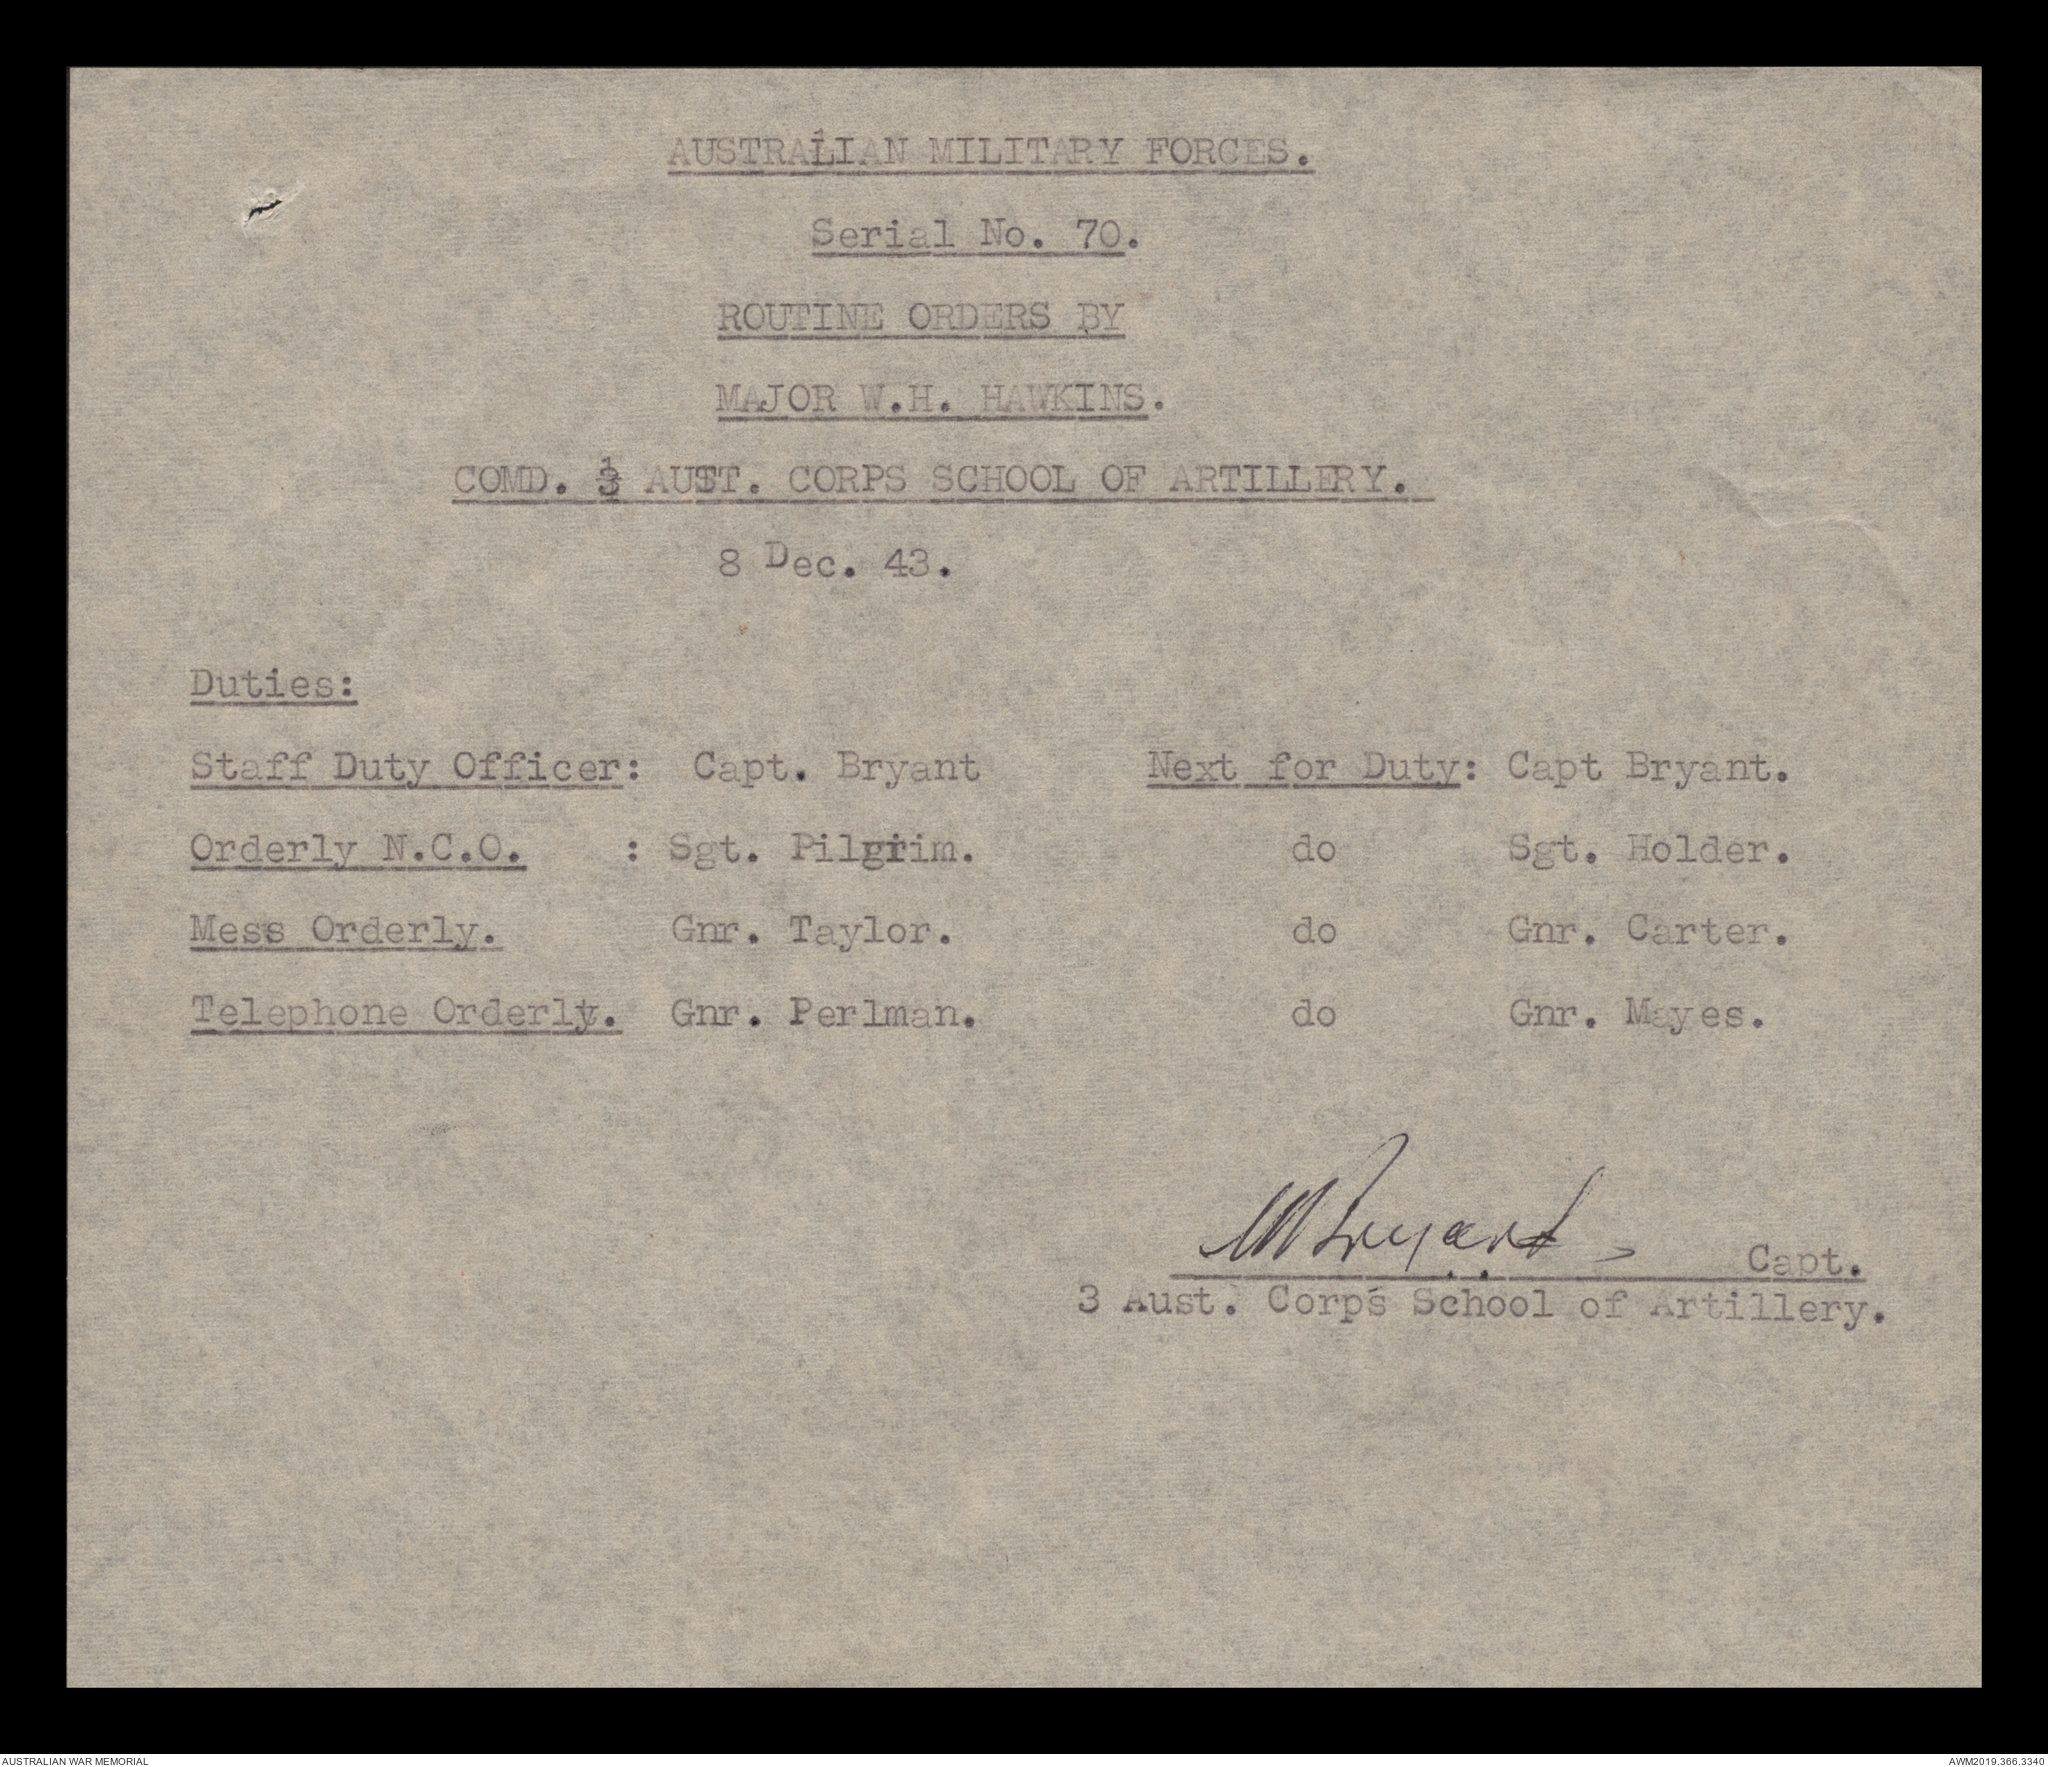 AUSTRALIAN MILITARY FORCES.
Serial No. 70.
ROUTINE ORDERS BY
MAJOR W.H. HAWKINS.
COMD. 3 AUST. CORPS SCHOOL OF ARTILLERY.
8 Dec. 43.
Duties:
Staff Duty Officer: Capt. Bryant Next for Duty: Capt Bryant.
Orderly N.C.O. : Sgt. Pilgrim. do Sgt. Holder.
Mess Orderly. Gnr. Taylor. do Gnr. Carter.
Telephone Orderly. Gnr. Perlman. do Gnr. Mayes.
Bryant Capt.
3 Aust. Corps School of Artillery.
AUSTRALIAN WAR MEMORIAL AWM2019.366.3340